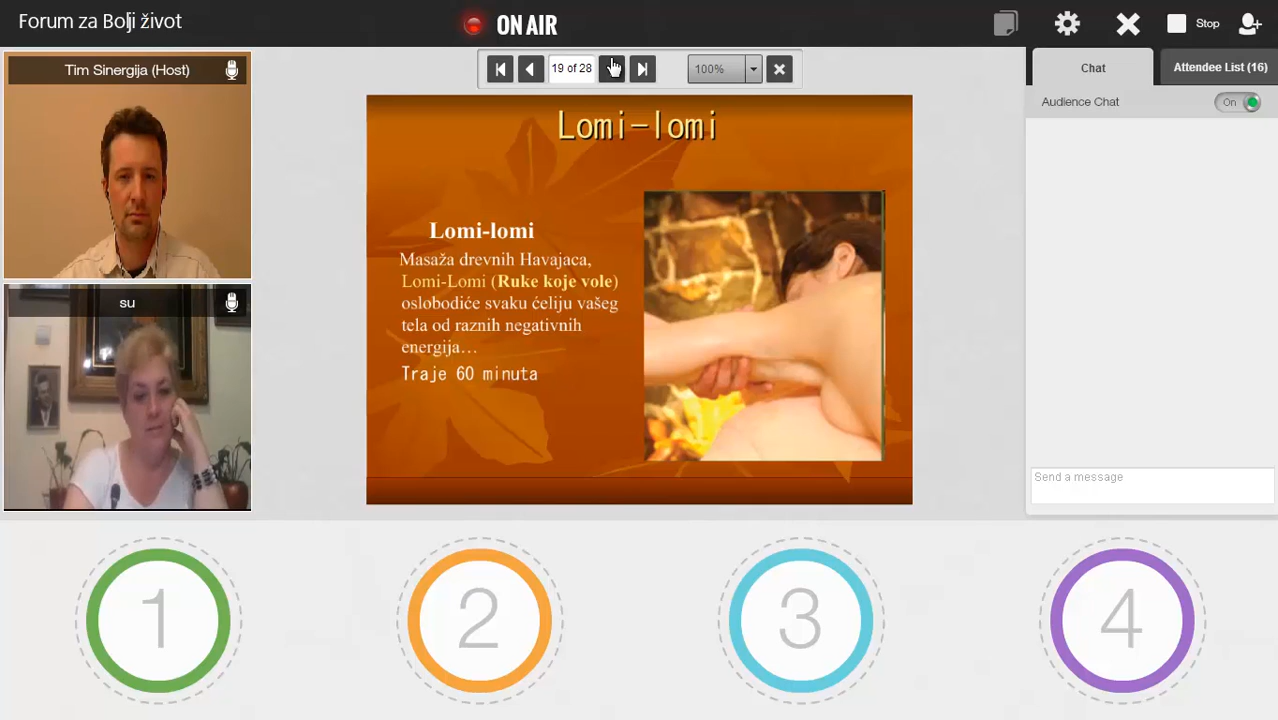 Forum za Bolji život
ON AIR
Stop
Tim Sinergija (Host)
su
19 of 28
100%
Chat
Attendee List (16)
Audience Chat
On
Lomi-lomi
Lomi-lomi
Masaža drevnih Havajaca,
Lomi-Lomi (Ruke koje vole)
oslobodiće svaku ćeliju vašeg
tela od raznih negativnih
energija…
Traje 60 minuta
Send a message
1
2
3
4